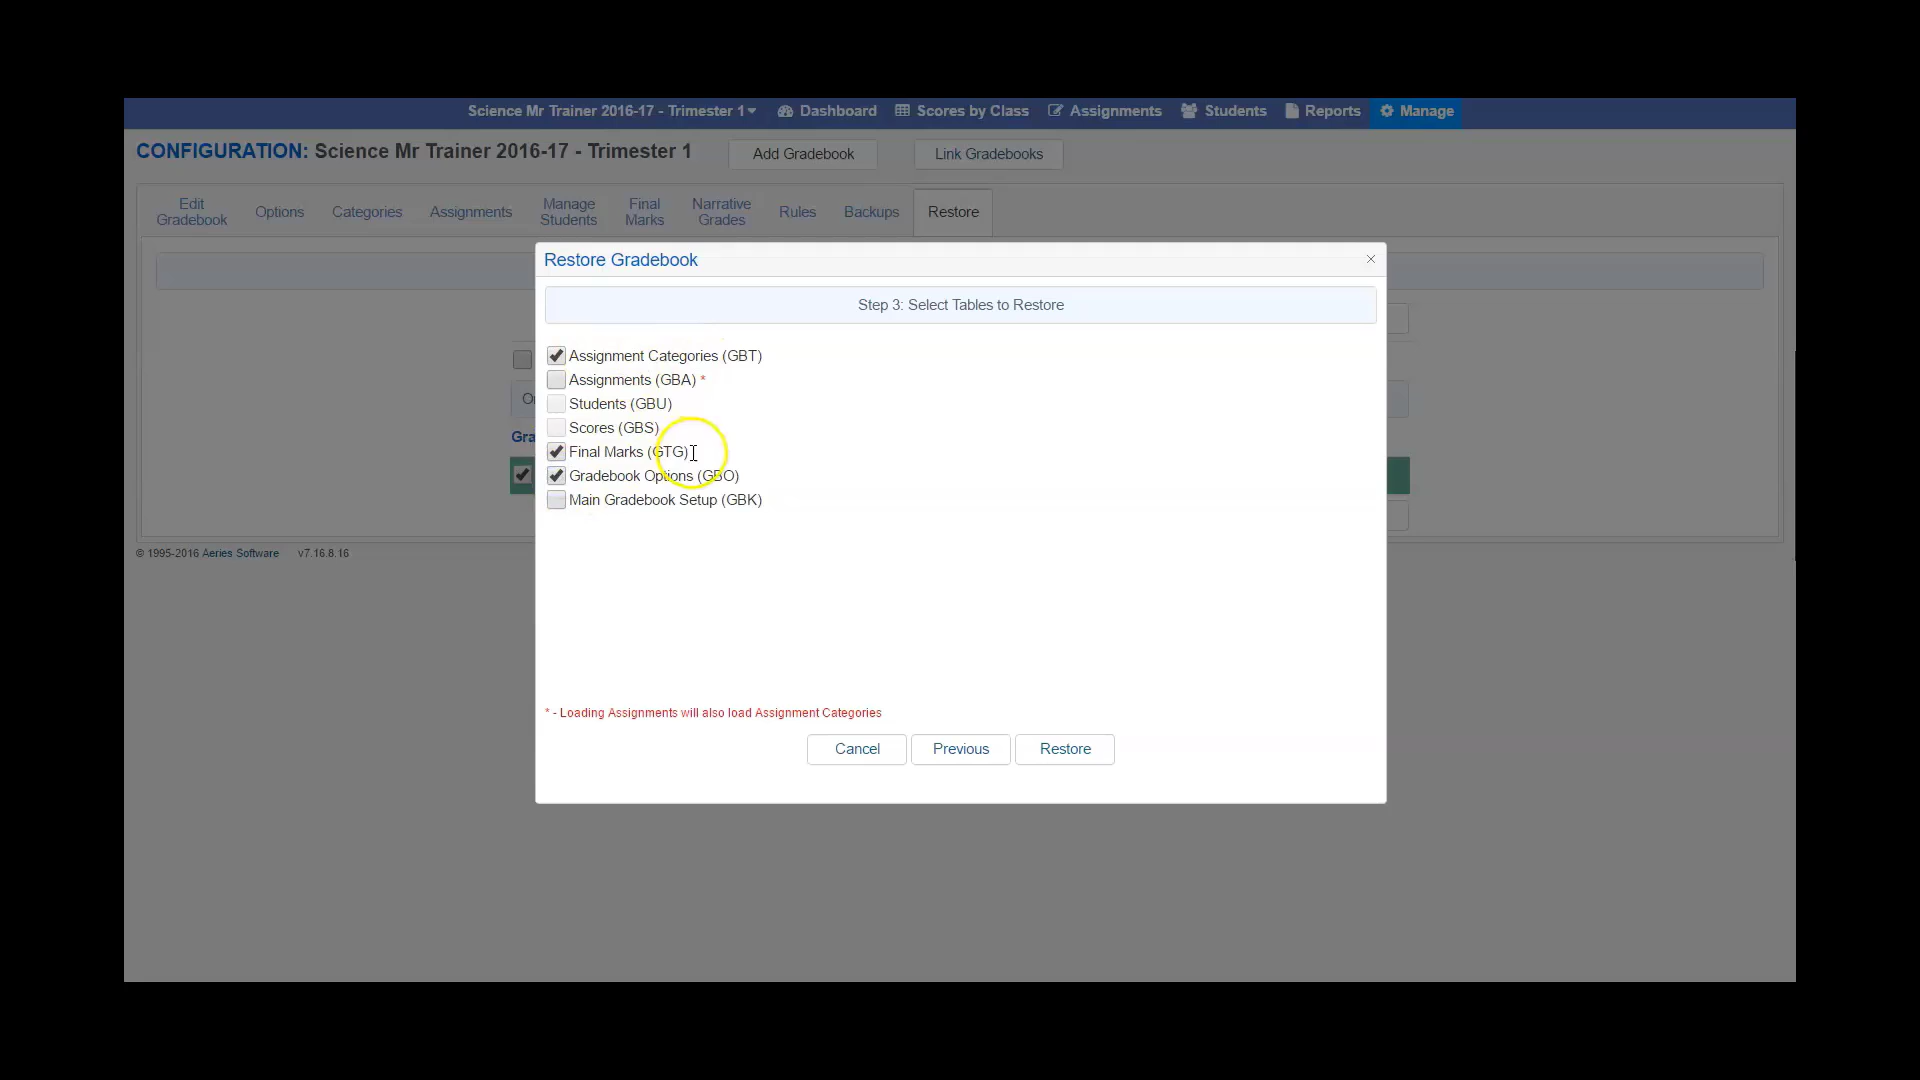 Science Mr Trainer 2016-17 - Trimester 1 Dashboard Scores by Class Assignments Students Reports Manage
CONFIGURATION: Science Mr Trainer 2016-17 - Trimester 1 Add Gradebook Link Gradebooks
Edit Gradebook Options Categories Assignments Manage Students Final Marks Narrative Grades Rules Backups Restore
Restore Gradebook ×
Step 3: Select Tables to Restore
Assignment Categories (GBT)
Assignments (GBA) *
Students (GBU)
Scores (GBS)
Final Marks (GTG)
Gradebook Options (GBO)
Main Gradebook Setup (GBK)
* - Loading Assignments will also load Assignment Categories
Cancel Previous Restore
© 1995-2016 Aeries Software v7.16.8.16